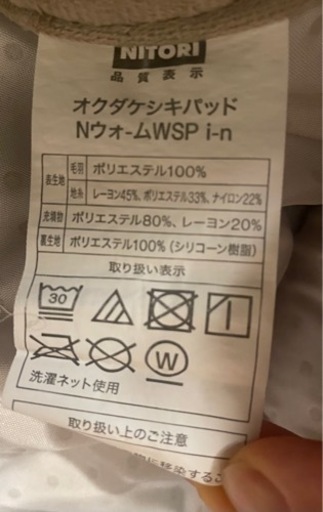 NITORI
品質表示
オクダケシキパッド
NウォームWSP i-n
表生地 毛羽 ポリエステル100%
地糸 レーヨン45%、ポリエステル33%、ナイロン22%
充填物 ポリエステル80%、レーヨン20%
裏生地 ポリエステル100%(シリコーン樹脂)
取り扱い表示
30
W
洗濯ネット使用
取り扱い上のご注意
移染するこ